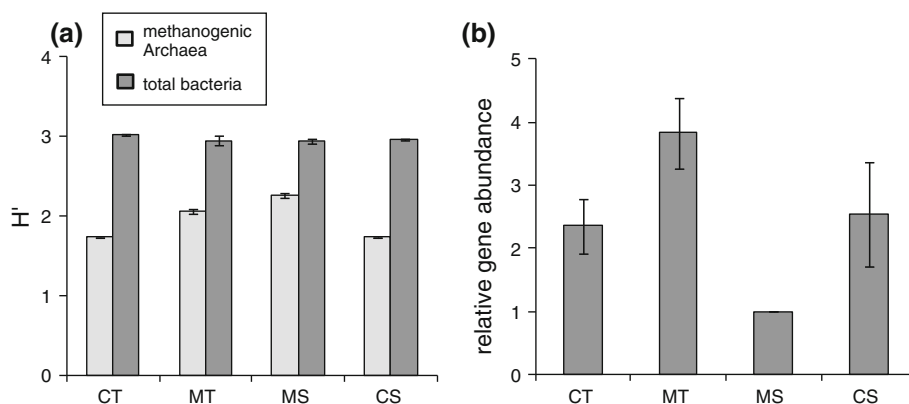 (a)
methanogenic
Archaea
total bacteria
4
3
2
1
0
H'
CT MT MS CS
(b)
5
4
3
2
1
0
relative gene abundance
CT MT MS CS